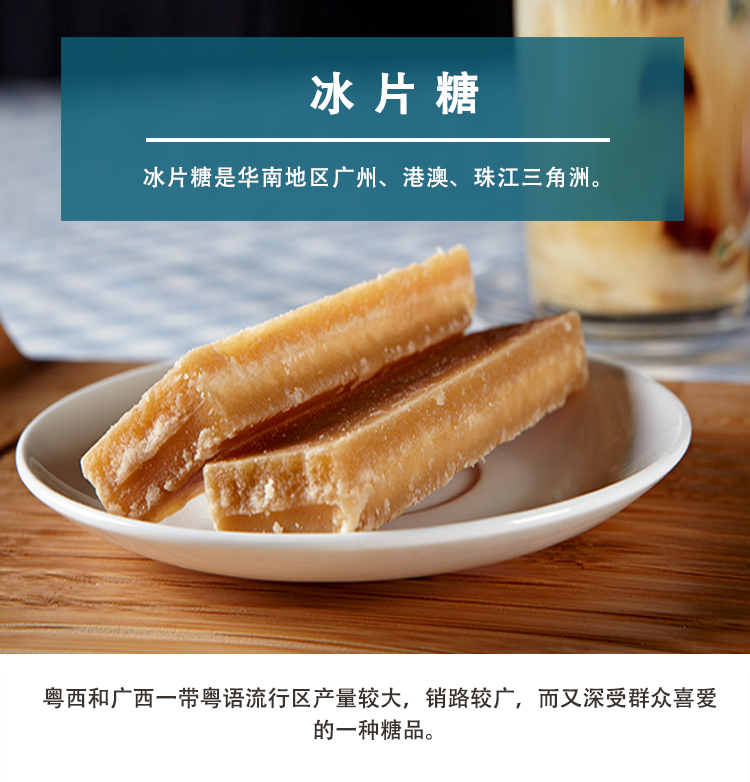 冰片糖
冰片糖是华南地区广州、港澳、珠江三角洲。
粤西和广西一带粤语流行区产量较大，销路较广，而又深受群众喜爱
的一种糖品。